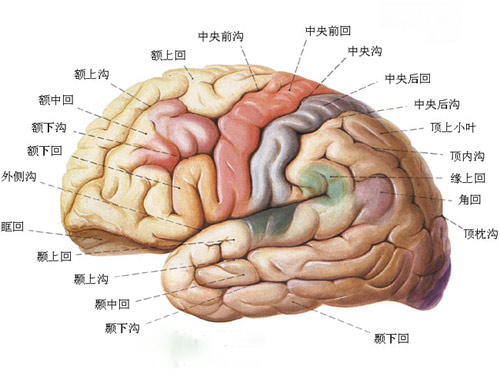 中央前沟
中央前回
额上回
中央沟
额上沟
中央后回
额中回
中央后沟
额下沟
顶上小叶
额下回
顶内沟
外侧沟
缘上回
角回
眶回
顶枕沟
颞上回
颞上沟
颞中回
颞下沟
颞下回